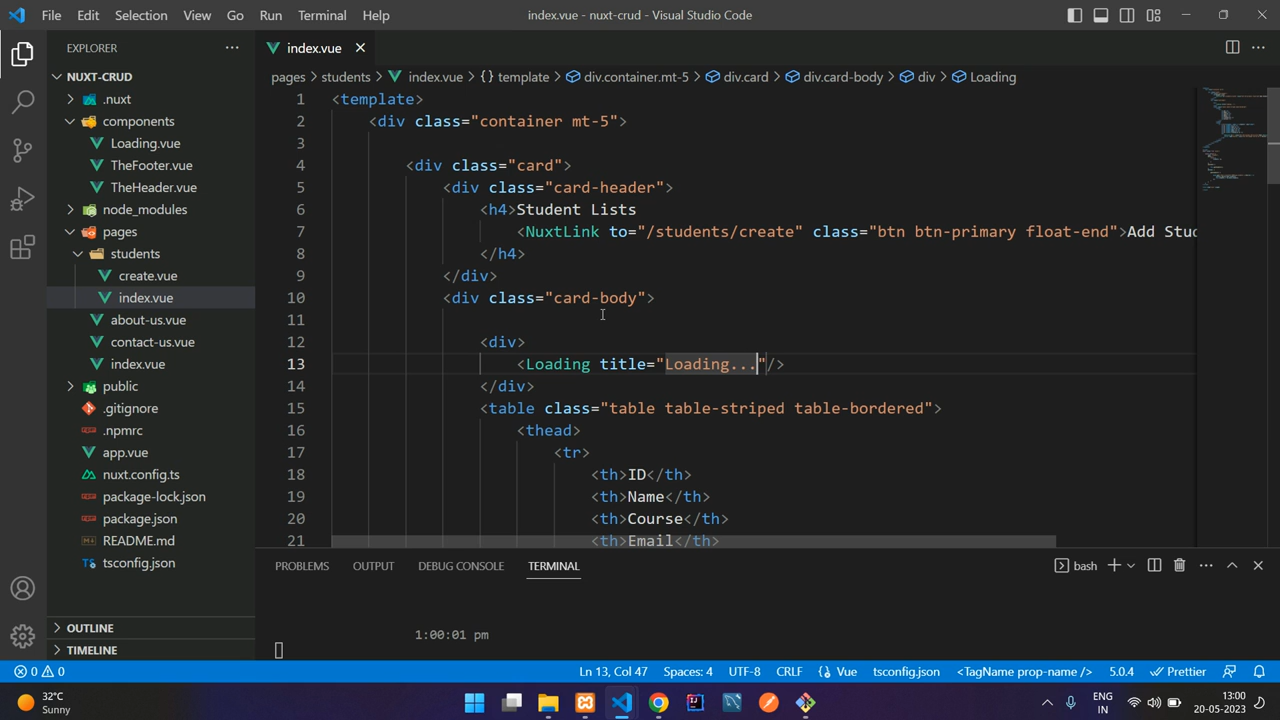 File Edit Selection View Go Run Terminal Help
index.vue - nuxt-crud - Visual Studio Code
EXPLORER
NUXT-CRUD
.nuxt
components
Loading.vue
TheFooter.vue
TheHeader.vue
node_modules
pages
students
create.vue
index.vue
about-us.vue
contact-us.vue
index.vue
public
.gitignore
.npmrc
app.vue
nuxt.config.ts
package-lock.json
package.json
README.md
tsconfig.json
OUTLINE
TIMELINE
index.vue
pages > students > index.vue > {} template > div.container.mt-5 > div.card > div.card-body > div > Loading
1 <template>
2 <div class="container mt-5">
3
4 <div class="card">
5 <div class="card-header">
6 <h4>Student Lists
7 <NuxtLink to="/students/create" class="btn btn-primary float-end">Add Stu
8 </h4>
9 </div>
10 <div class="card-body">
11
12 <div>
13 <Loading title="Loading..."/>
14 </div>
15 <table class="table table-striped table-bordered">
16 <thead>
17 <tr>
18 <th>ID</th>
19 <th>Name</th>
20 <th>Course</th>
21 <th>Email</th>
PROBLEMS OUTPUT DEBUG CONSOLE TERMINAL
bash
1:00:01 pm
0 0
Ln 13, Col 47 Spaces: 4 UTF-8 CRLF {} Vue tsconfig.json <TagName prop-name /> 5.0.4 Prettier
32°C
Sunny
ENG
IN
13:00
20-05-2023